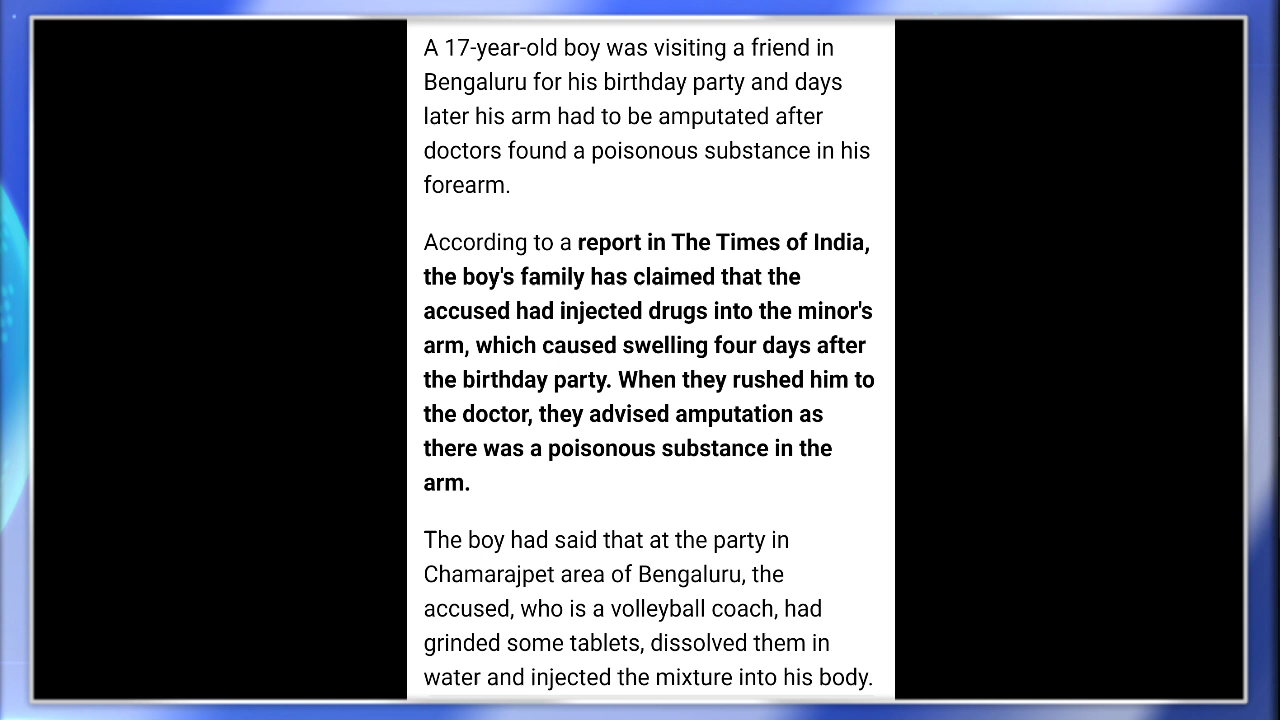 A 17-year-old boy was visiting a friend in
Bengaluru for his birthday party and days
later his arm had to be amputated after
doctors found a poisonous substance in his
forearm.
According to a report in The Times of India,
the boy's family has claimed that the
accused had injected drugs into the minor's
arm, which caused swelling four days after
the birthday party. When they rushed him to
the doctor, they advised amputation as
there was a poisonous substance in the
arm.
The boy had said that at the party in
Chamarajpet area of Bengaluru, the
accused, who is a volleyball coach, had
grinded some tablets, dissolved them in
water and injected the mixture into his body.